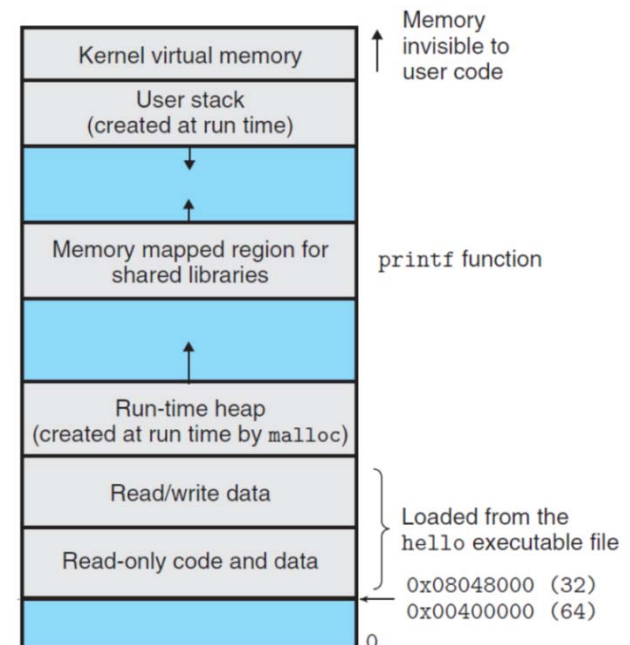 Memory
invisible to
user code
Kernel virtual memory
User stack
(created at run time)
Memory mapped region for
shared libraries
printf function
Run-time heap
(created at run time by malloc)
Read/write data
Loaded from the
hello executable file
Read-only code and data
0x08048000 (32)
0x00400000 (64)
0